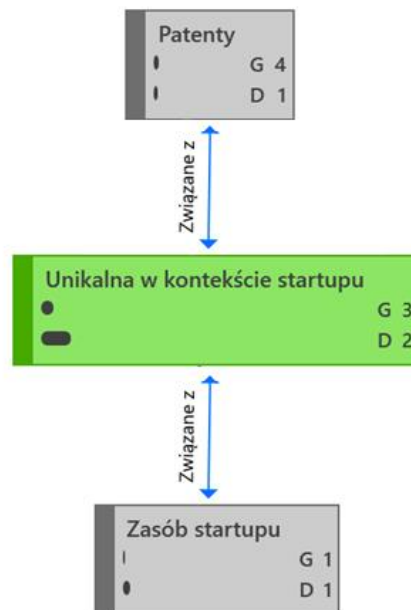 Patenty
G 4
D 1
Związane z
Unikalna w kontekście startupu
G 3
D 2
Związane z
Zasób startupu
G 1
D 1